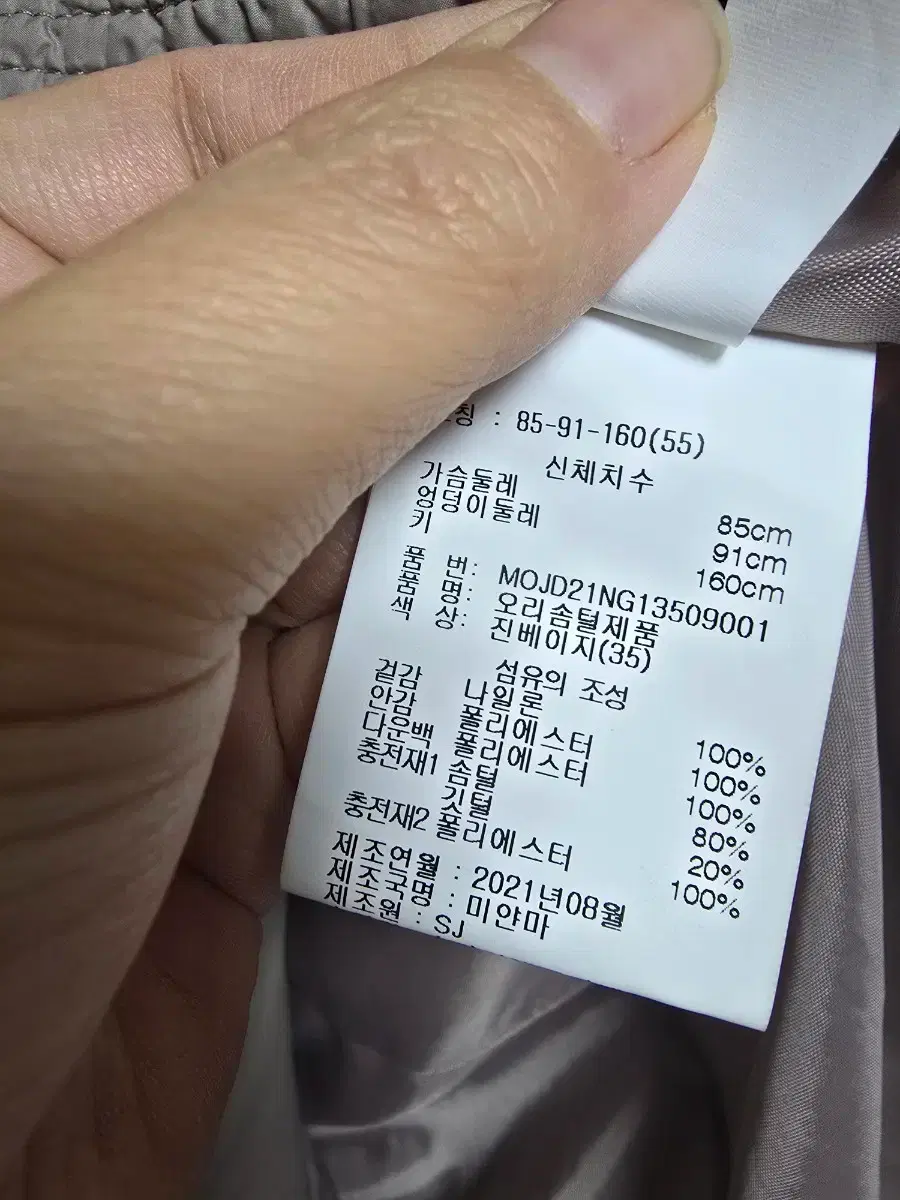 칭 : 85-91-160(55)
신체치수
가슴둘레 85cm
엉덩이둘레 91cm
키 160cm
품 번: MOJD21NG13509001
품 명: 오리솜털제품
색 상: 진베이지(35)
섬유의 조성
겉감 나일론 100%
안감 폴리에스터 100%
다운백 폴리에스터 100%
충전재1 솜털 80%
깃털 20%
충전재2 폴리에스터 100%
제조연월 : 2021년08월
제조국명 : 미얀마
제조원 : SJ